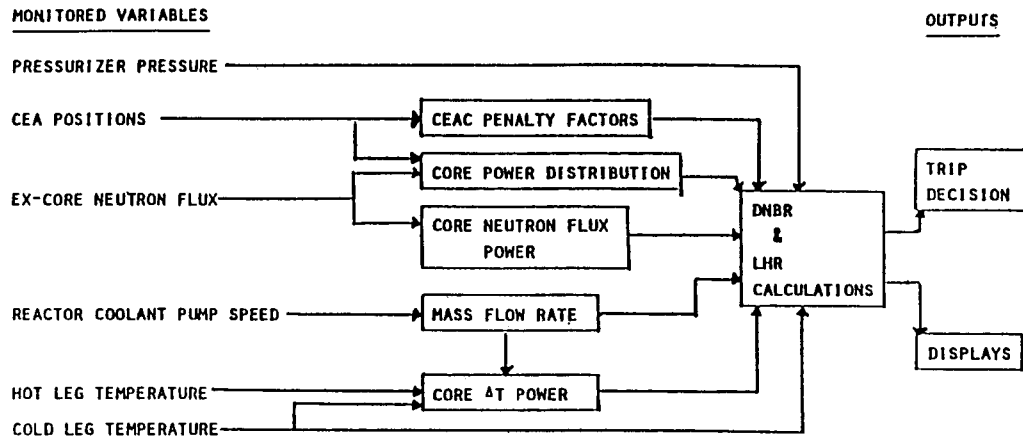 MONITORED VARIABLES
OUTPUTS
PRESSURIZER PRESSURE
CEA POSITIONS
CEAC PENALTY FACTORS
CORE POWER DISTRIBUTION
EX-CORE NEUTRON FLUX
CORE NEUTRON FLUX
POWER
DNBR
&
LHR
CALCULATIONS
TRIP
DECISION
REACTOR COOLANT PUMP SPEED
MASS FLOW RATE
DISPLAYS
HOT LEG TEMPERATURE
CORE ΔT POWER
COLD LEG TEMPERATURE